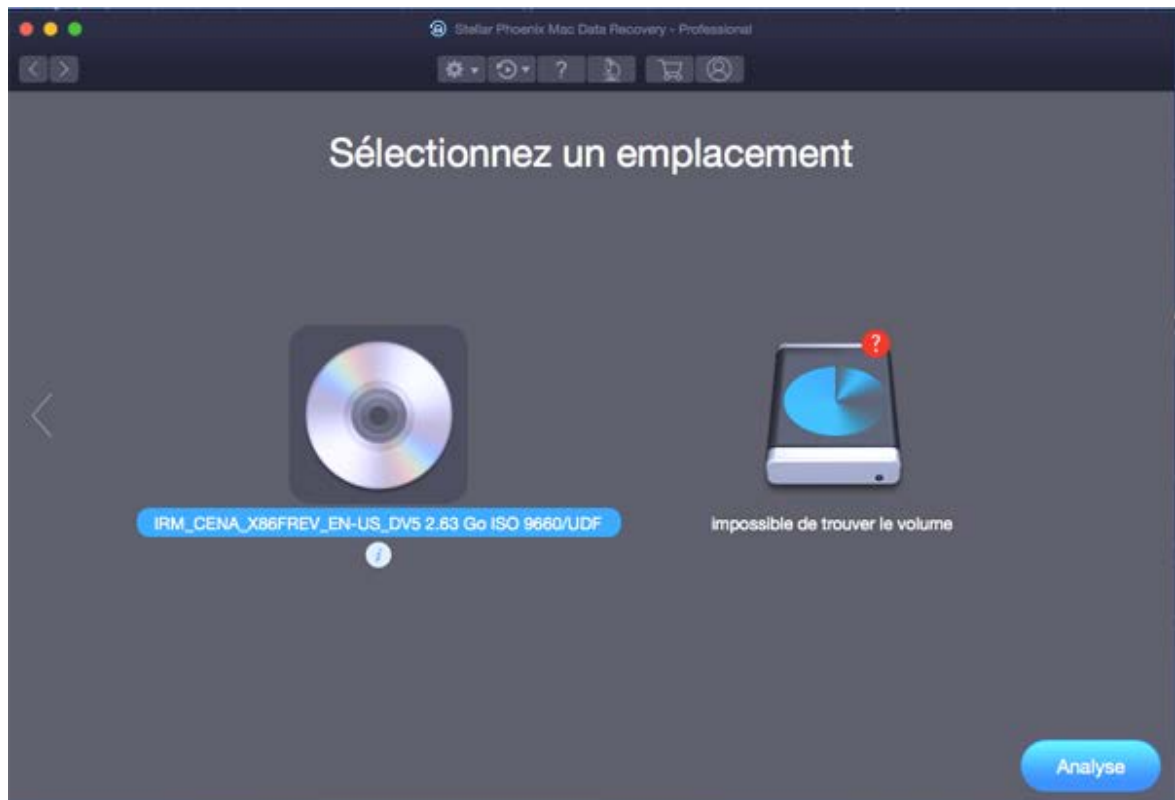 Stellar Phoenix Mac Data Recovery - Professional
?
Sélectionnez un emplacement
?
IRM_CENA_X86FREV_EN-US_DV5 2.63 Go ISO 9660/UDF
impossible de trouver le volume
i
Analyse